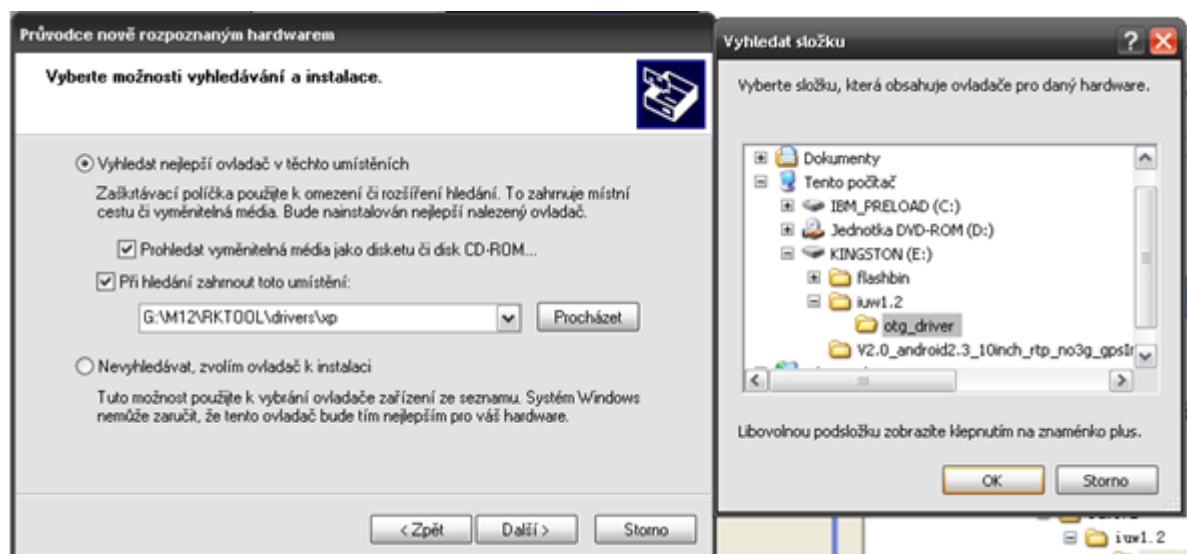 Průvodce nově rozpoznaným hardwarem
Vyberte možnosti vyhledávání a instalace.
Vyhledat nejlepší ovladač v těchto umístěních
Zaškrtávací políčka použijte k omezení či rozšíření hledání. To zahrnuje místní
cestu či vyměnitelná média. Bude nainstalován nejlepší nalezený ovladač.
Prohledat vyměnitelná média jako disketu či disk CD-ROM...
Při hledání zahrnout toto umístění:
G:\M12\RKTOOL\drivers\xp
Procházet
Nevyhledávat, zvolím ovladač k instalaci
Tuto možnost použijte k vybrání ovladače zařízení ze seznamu. Systém Windows
nemůže zaručit, že tento ovladač bude tím nejlepším pro váš hardware.
< Zpět
Další >
Storno
Vyhledat složku
Vyberte složku, která obsahuje ovladače pro daný hardware.
Dokumenty
Tento počítač
IBM_PRELOAD (C:)
Jednotka DVD-ROM (D:)
KINGSTON (E:)
flashbin
iuw1.2
otg_driver
V2.0_android2.3_10inch_rtp_no3g_gpsIr
Libovolnou podsložku zobrazíte klepnutím na znaménko plus.
OK
Storno
iuw1.2